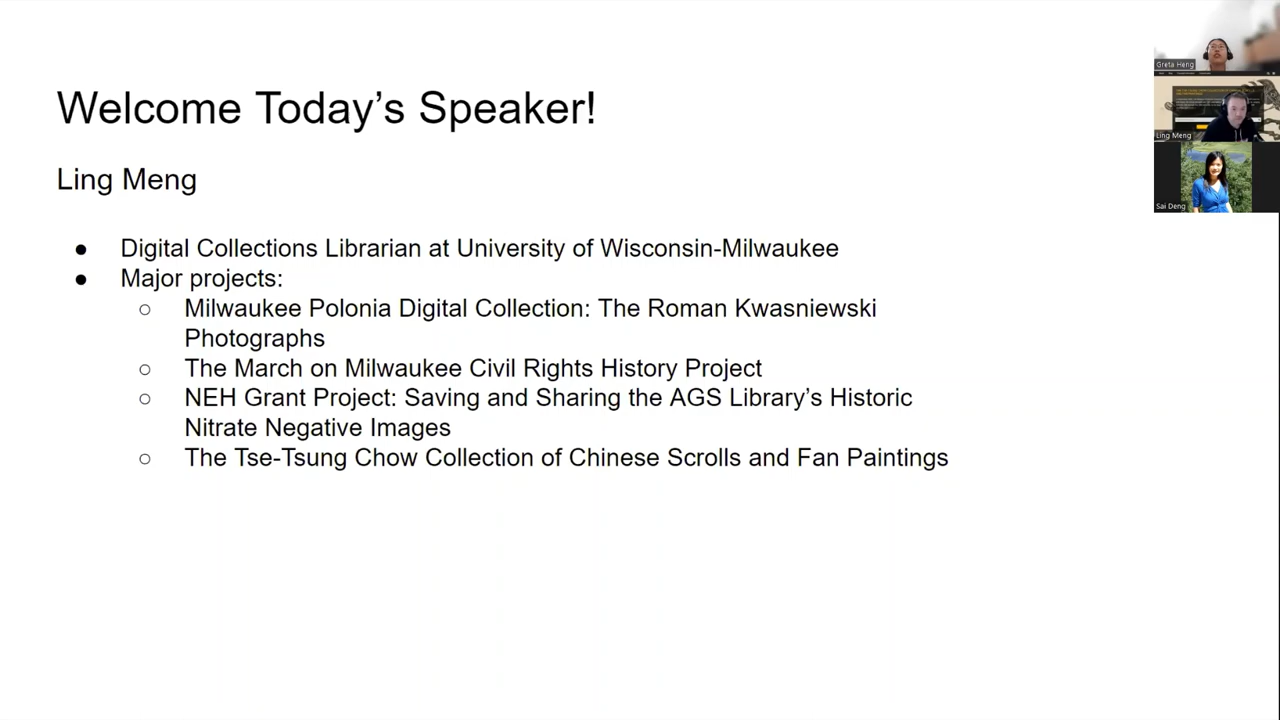 Welcome Today's Speaker!
Ling Meng
● Digital Collections Librarian at University of Wisconsin-Milwaukee
● Major projects:
○ Milwaukee Polonia Digital Collection: The Roman Kwasniewski
Photographs
○ The March on Milwaukee Civil Rights History Project
○ NEH Grant Project: Saving and Sharing the AGS Library's Historic
Nitrate Negative Images
○ The Tse-Tsung Chow Collection of Chinese Scrolls and Fan Paintings
Greta Heng
Ling Meng
Sai Deng